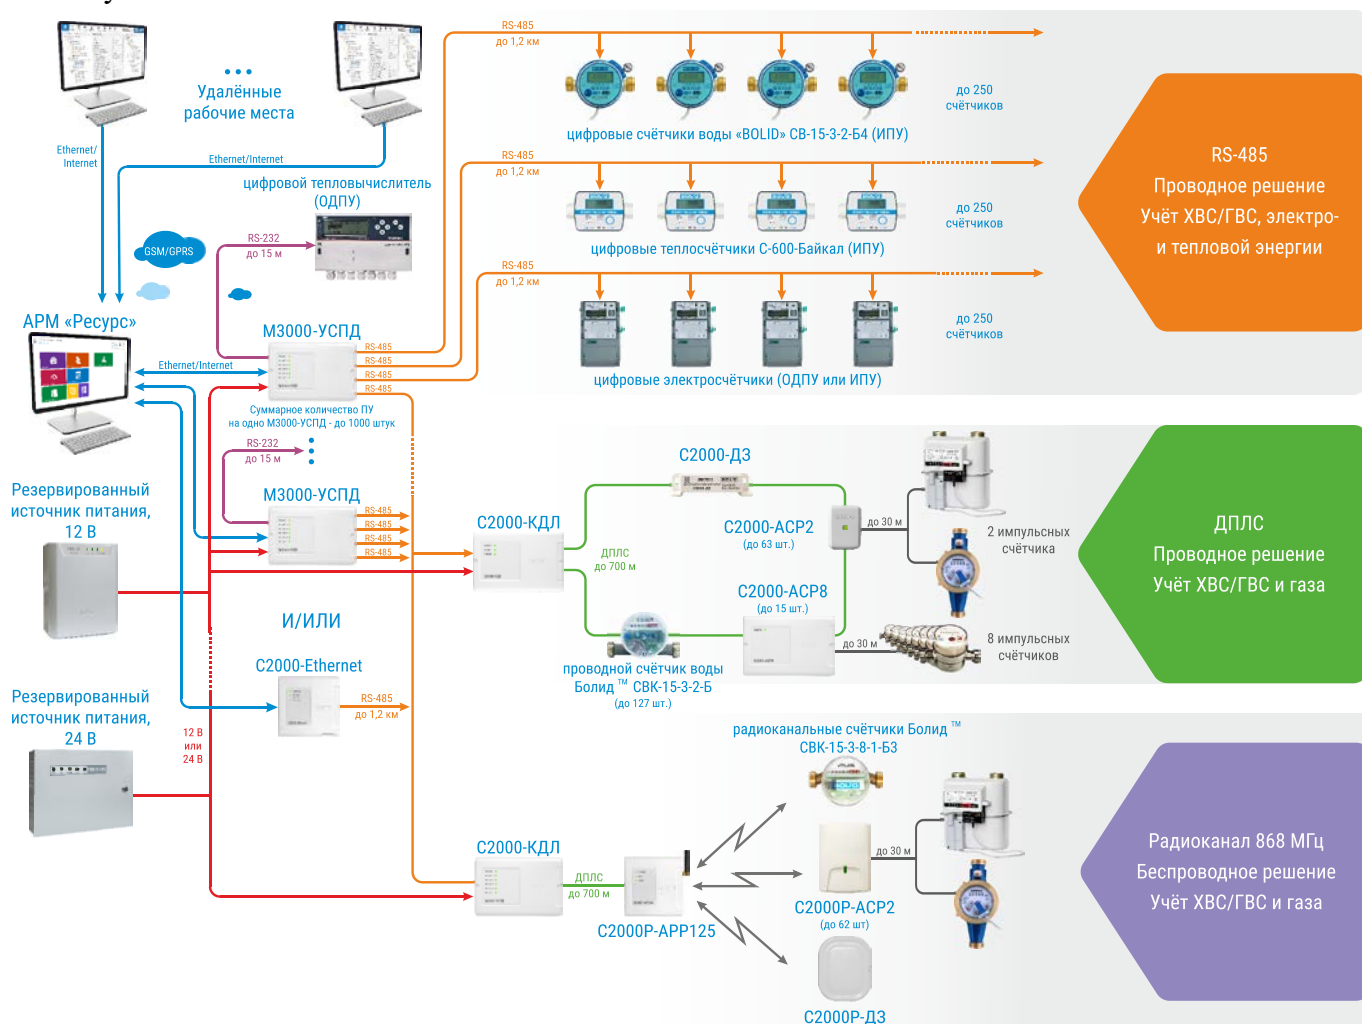 Удалённые
рабочие места
Ethernet/
Internet
Ethernet/Internet
цифровой тепловычислитель
(ОДПУ)
RS-232
до 15 м
GSM/GPRS
АРМ «Ресурс»
М3000-УСПД
Ethernet/Internet
RS-485
RS-485
RS-485
RS-485
Суммарное количество ПУ
на одно М3000-УСПД - до 1000 штук
RS-232
до 15 м
М3000-УСПД
RS-485
RS-485
RS-485
RS-485
Резервированный
источник питания,
12 В
И/ИЛИ
С2000-Ethernet
RS-485
до 1,2 км
Резервированный
источник питания,
24 В
12 В
или
24 В
RS-485
до 1,2 км
цифровые счётчики воды «BOLID» СВ-15-3-2-Б4 (ИПУ)
до 250
счётчиков
RS-485
до 1,2 км
цифровые теплосчётчики С-600-Байкал (ИПУ)
до 250
счётчиков
RS-485
до 1,2 км
цифровые электросчётчики (ОДПУ или ИПУ)
до 250
счётчиков
RS-485
Проводное решение
Учёт ХВС/ГВС, электро-
и тепловой энергии
С2000-КДЛ
ДПЛС
до 700 м
С2000-ДЗ
С2000-АСР2
(до 63 шт.)
до 30 м
2 импульсных
счётчика
С2000-АСР8
(до 15 шт.)
до 30 м
8 импульсных
счётчиков
проводной счётчик воды
Болид ™ СВК-15-3-2-Б
(до 127 шт.)
ДПЛС
Проводное решение
Учёт ХВС/ГВС и газа
С2000-КДЛ
ДПЛС
до 700 м
С2000Р-АРР125
радиоканальные счётчики Болид ™
СВК-15-3-8-1-Б3
С2000Р-АСР2
(до 62 шт)
до 30 м
С2000Р-ДЗ
Радиоканал 868 МГц
Беспроводное решение
Учёт ХВС/ГВС и газа